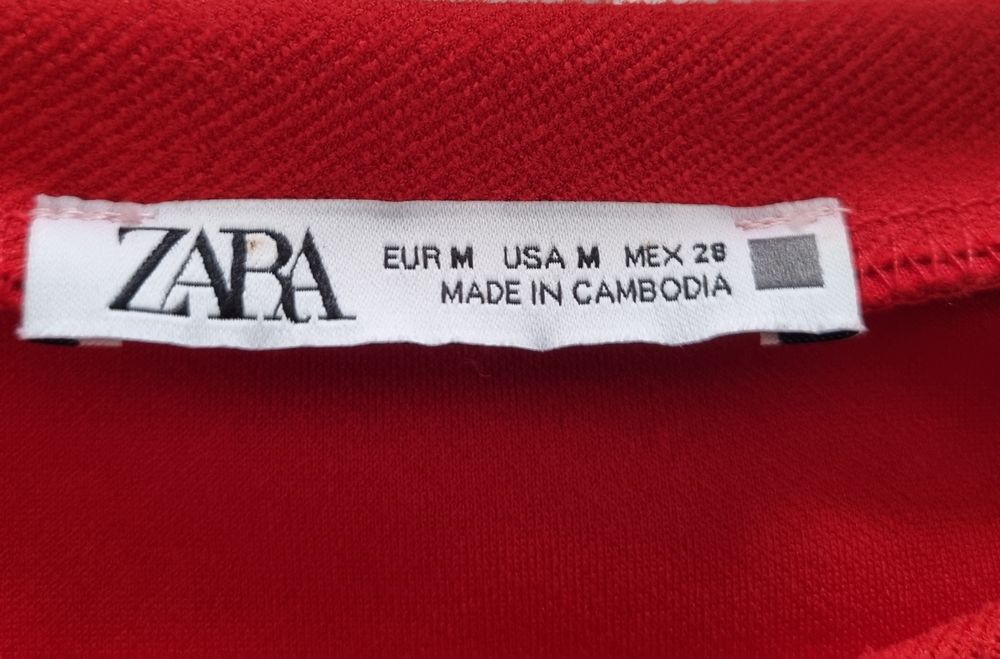 ZARA
EUR M USA M MEX 28
MADE IN CAMBODIA